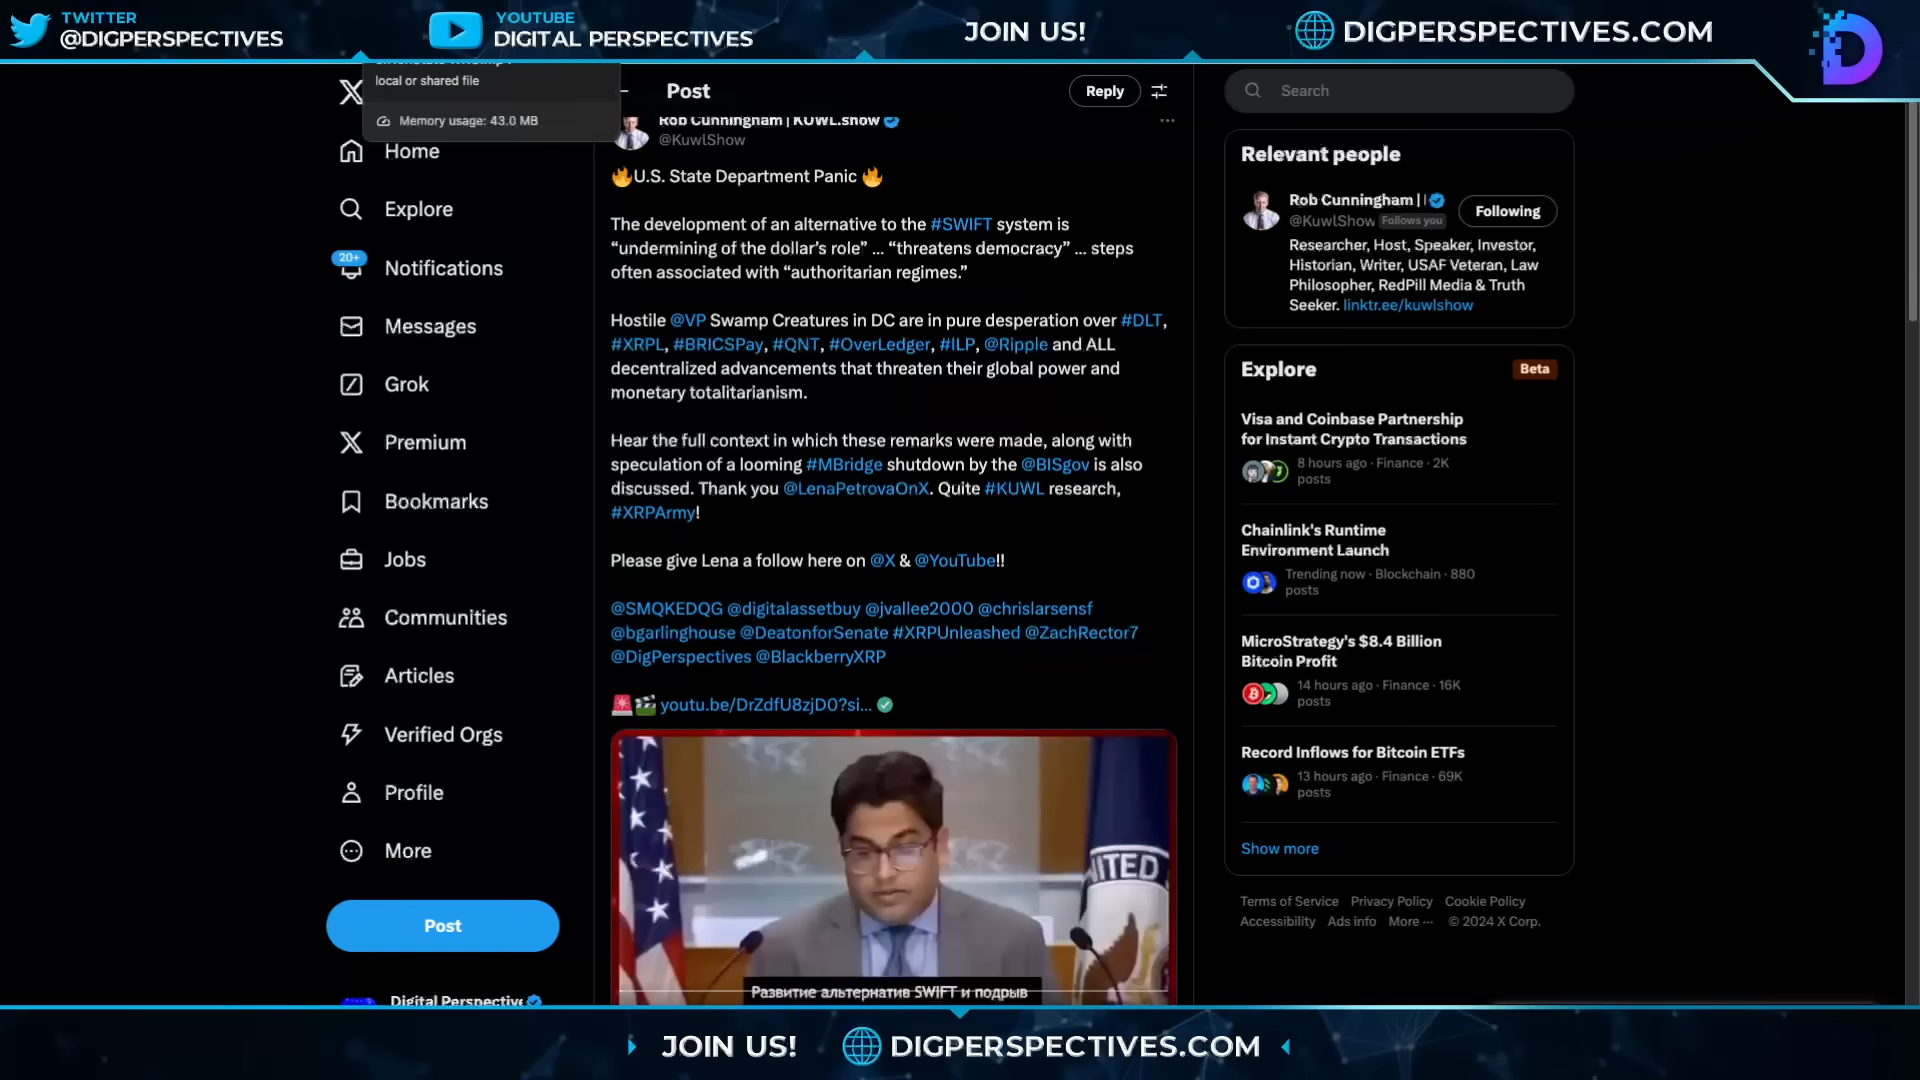 TWITTER
@DIGPERSPECTIVES
YOUTUBE
DIGITAL PERSPECTIVES
JOIN US!
DIGPERSPECTIVES.COM
local or shared file
Memory usage: 43.0 MB
Home
Explore
20+
Notifications
Messages
Grok
Premium
Bookmarks
Jobs
Communities
Articles
Verified Orgs
Profile
More
Post
Digital Perspective
Post
Reply
Rob Cunningham | KUWL.show
@KuwlShow
🔥U.S. State Department Panic 🔥
The development of an alternative to the #SWIFT system is
“undermining of the dollar’s role” ... “threatens democracy” ... steps
often associated with “authoritarian regimes.”
Hostile @VP Swamp Creatures in DC are in pure desperation over #DLT,
#XRPL, #BRICSPay, #QNT, #OverLedger, #ILP, @Ripple and ALL
decentralized advancements that threaten their global power and
monetary totalitarianism.
Hear the full context in which these remarks were made, along with
speculation of a looming #MBridge shutdown by the @BISgov is also
discussed. Thank you @LenaPetrovaOnX. Quite #KUWL research,
#XRPArmy!
Please give Lena a follow here on @X & @YouTube!!
@SMQKEDQG @digitalassetbuy @jvallee2000 @chrislarsensf
@bgarlinghouse @DeatonforSenate #XRPUnleashed @ZachRector7
@DigPerspectives @BlackberryXRP
🚨🎬 youtu.be/DrZdfU8zjD0?si...
UNITED
Развитие альтернатив SWIFT и подрыв
Search
Relevant people
Rob Cunningham |
@KuwlShow Follows you
Following
Researcher, Host, Speaker, Investor,
Historian, Writer, USAF Veteran, Law
Philosopher, RedPill Media & Truth
Seeker. linktr.ee/kuwlshow
Explore
Beta
Visa and Coinbase Partnership
for Instant Crypto Transactions
8 hours ago · Finance · 2K
posts
Chainlink's Runtime
Environment Launch
Trending now · Blockchain · 880
posts
MicroStrategy's $8.4 Billion
Bitcoin Profit
14 hours ago · Finance · 16K
posts
Record Inflows for Bitcoin ETFs
13 hours ago · Finance · 69K
posts
Show more
Terms of Service Privacy Policy Cookie Policy
Accessibility Ads info More ··· © 2024 X Corp.
JOIN US!
DIGPERSPECTIVES.COM